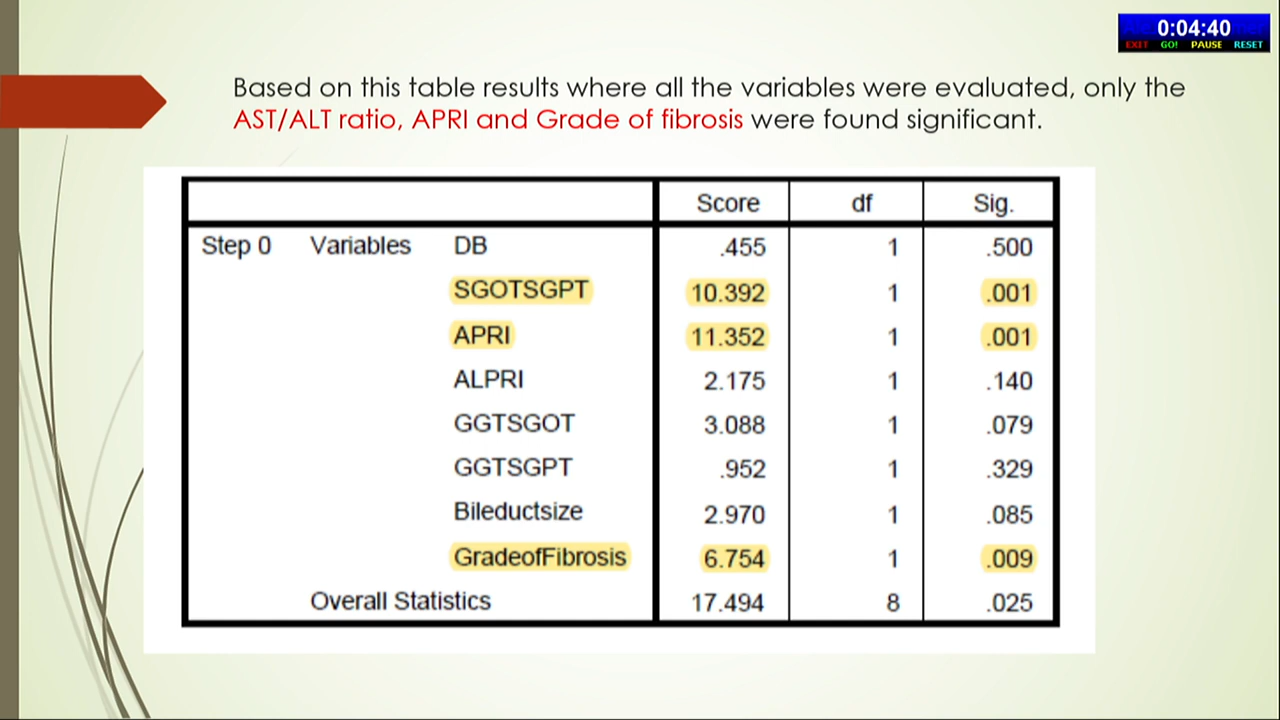 0:04:40
EXIT GO! PAUSE RESET
Based on this table results where all the variables were evaluated, only the
AST/ALT ratio, APRI and Grade of fibrosis were found significant.
Score df Sig.
Step 0 Variables DB .455 1 .500
SGOTSGPT 10.392 1 .001
APRI 11.352 1 .001
ALPRI 2.175 1 .140
GGTSGOT 3.088 1 .079
GGTSGPT .952 1 .329
Bileductsize 2.970 1 .085
GradeofFibrosis 6.754 1 .009
Overall Statistics 17.494 8 .025